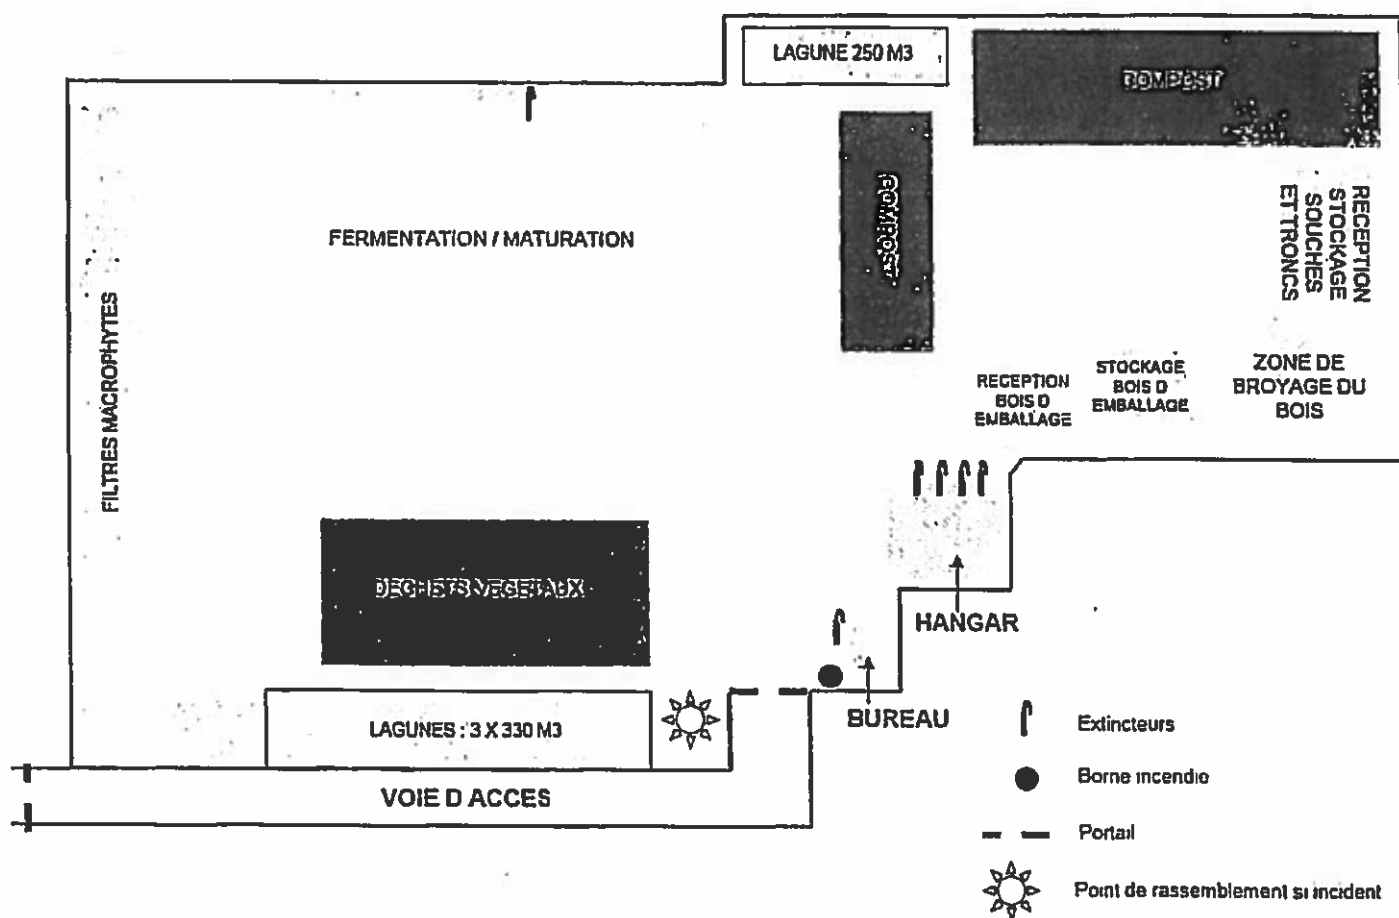 LAGUNE 250 M3
COMPOST
COMPOST
RECEPTION
STOCKAGE
SOUCHES
ET TRONCS
FERMENTATION / MATURATION
FILTRES MACROPHYTES
RECEPTION
BOIS D
EMBALLAGE
STOCKAGE
BOIS D
EMBALLAGE
ZONE DE
BROYAGE DU
BOIS
DECHETS VEGETAUX
HANGAR
BUREAU
LAGUNES : 3 X 330 M3
VOIE D ACCES
Extincteurs
Borne incendie
Portail
Point de rassemblement si incident